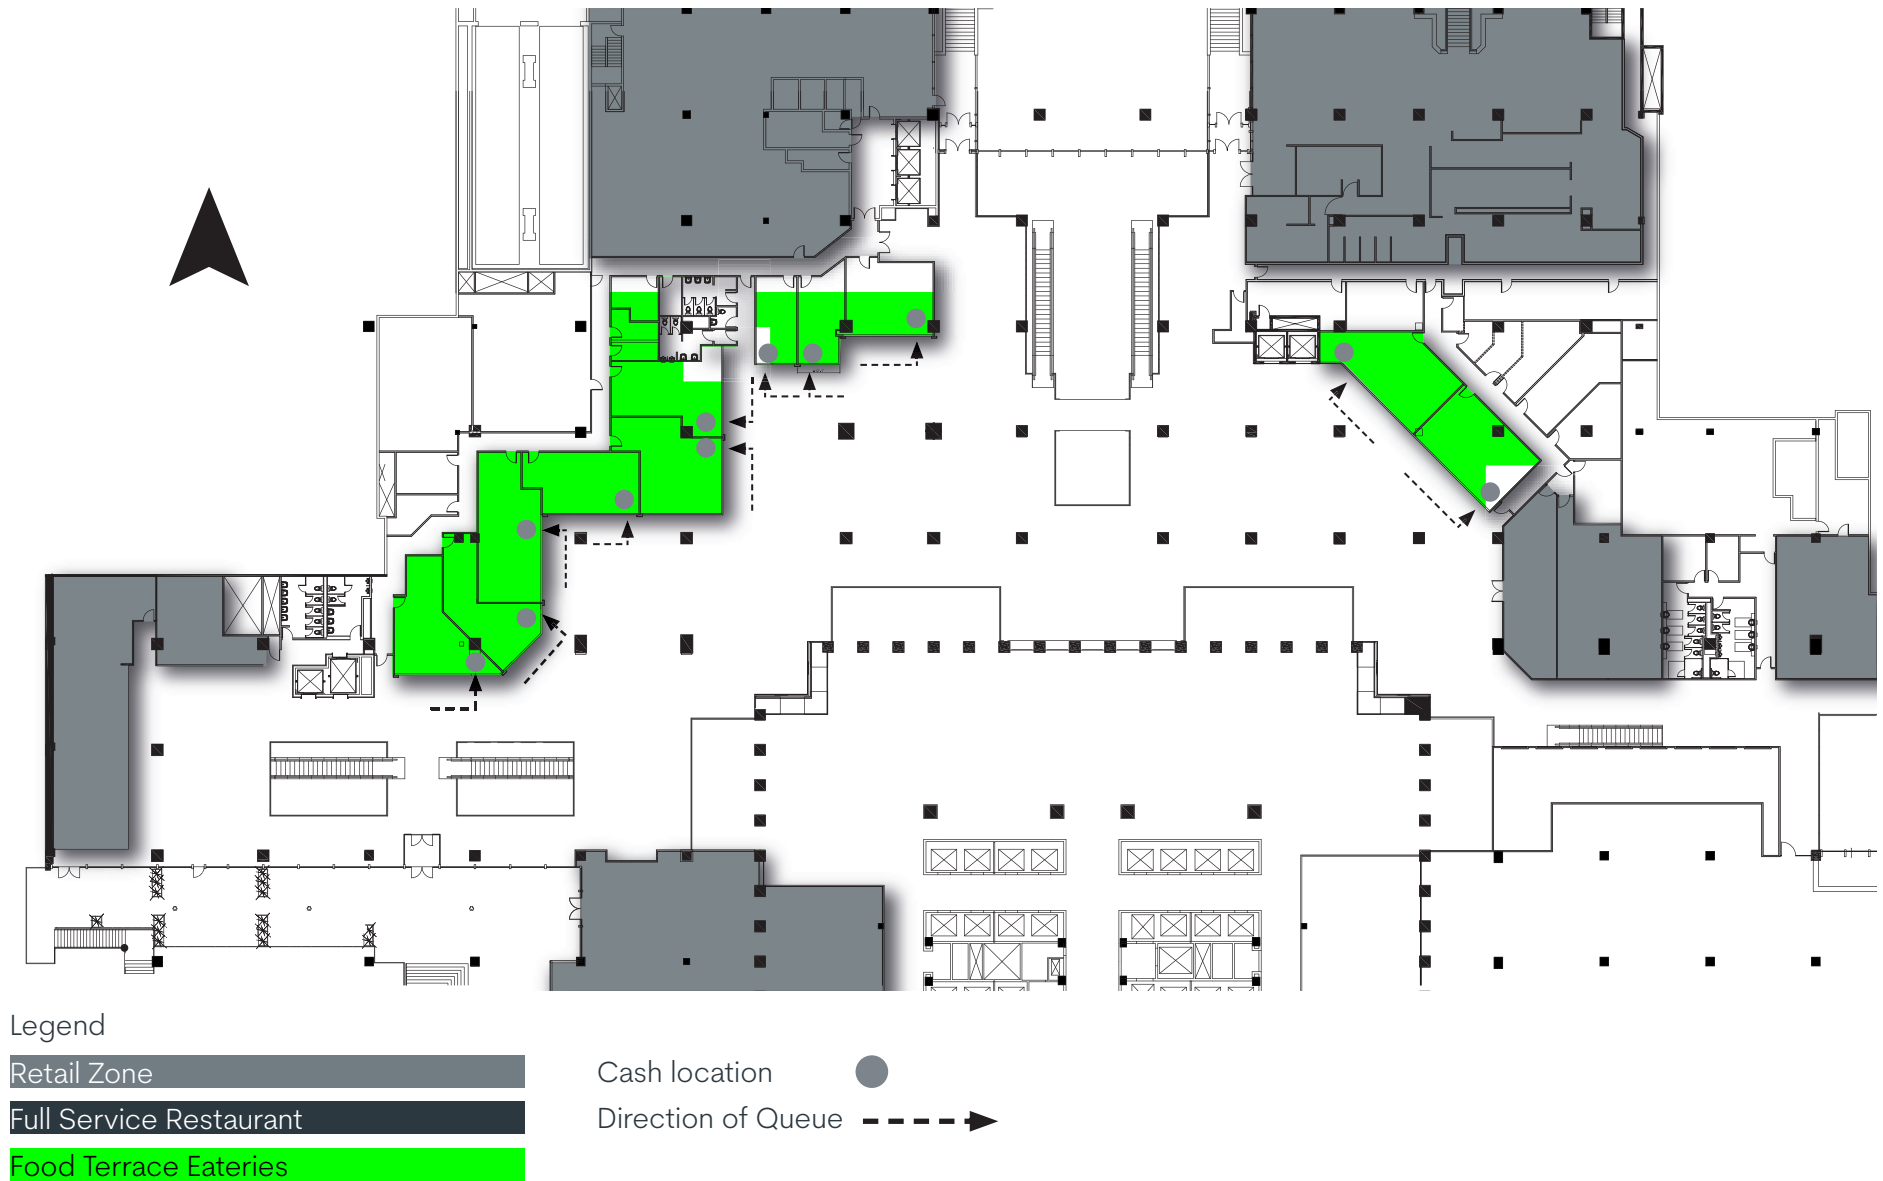 Legend
Retail Zone
Full Service Restaurant
Food Terrace Eateries
Cash location
Direction of Queue